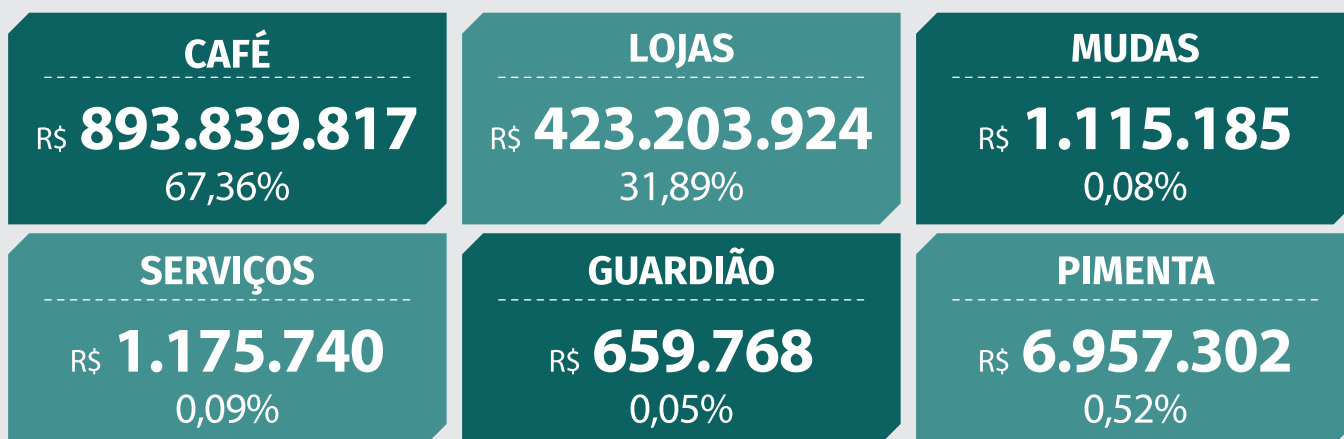 CAFÉ
R$ 893.839.817
67,36%
LOJAS
R$ 423.203.924
31,89%
MUDAS
R$ 1.115.185
0,08%
SERVIÇOS
R$ 1.175.740
0,09%
GUARDIÃO
R$ 659.768
0,05%
PIMENTA
R$ 6.957.302
0,52%